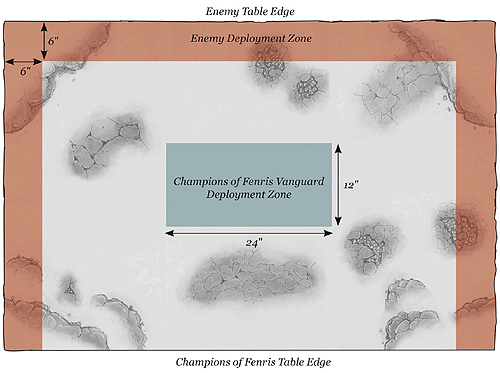 Enemy Table Edge
Enemy Deployment Zone
6"
6"
Champions of Fenris Vanguard
Deployment Zone
12"
24"
Champions of Fenris Table Edge